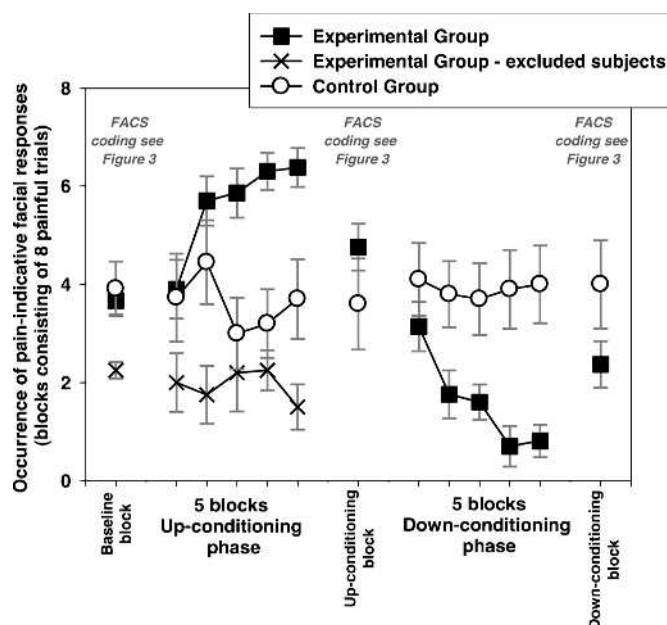 Experimental Group
Experimental Group - excluded subjects
Control Group
Occurrence of pain-indicative facial responses
(blocks consisting of 8 painful trials)
8
6
4
2
0
FACS
coding see
Figure 3
FACS
coding see
Figure 3
FACS
coding see
Figure 3
Baseline
block
5 blocks
Up-conditioning
phase
Up-conditioning
block
5 blocks
Down-conditioning
phase
Down-conditioning
block